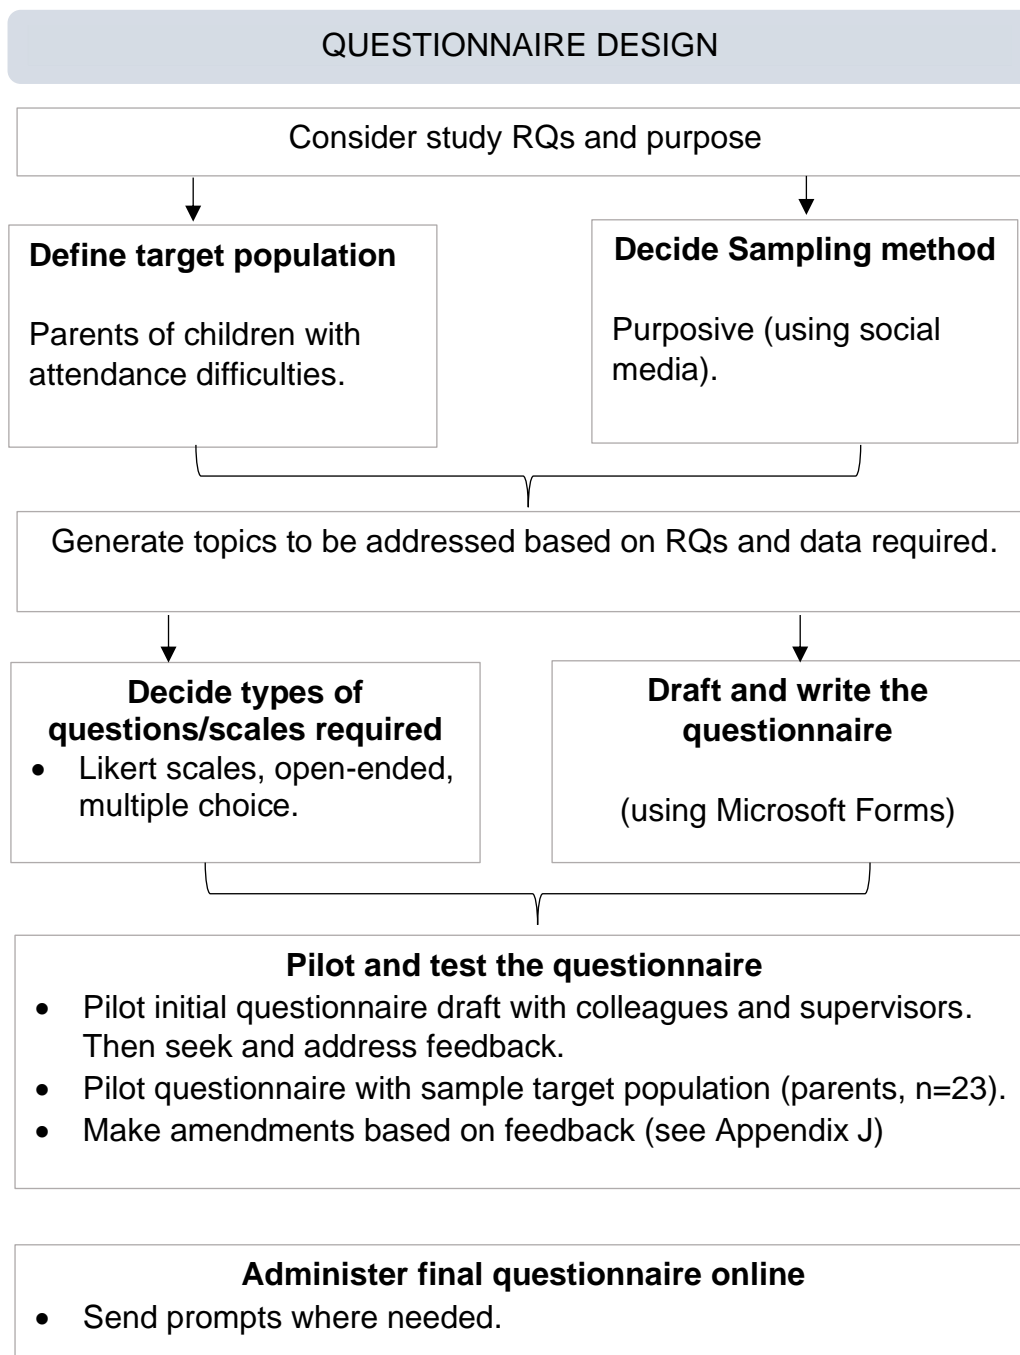 QUESTIONNAIRE DESIGN
Consider study RQs and purpose
Define target population
Parents of children with
attendance difficulties.
Decide Sampling method
Purposive (using social
media).
Generate topics to be addressed based on RQs and data required.
Decide types of
questions/scales required
• Likert scales, open-ended,
multiple choice.
Draft and write the
questionnaire
(using Microsoft Forms)
Pilot and test the questionnaire
• Pilot initial questionnaire draft with colleagues and supervisors.
Then seek and address feedback.
• Pilot questionnaire with sample target population (parents, n=23).
• Make amendments based on feedback (see Appendix J)
Administer final questionnaire online
• Send prompts where needed.